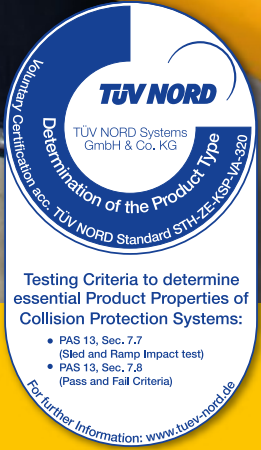 TÜV NORD
TÜV NORD Systems
GmbH & Co. KG
Determination of the Product Type
Voluntary Certification acc. TÜV NORD Standard STH-ZE-KSP-VA-320
Testing Criteria to determine
essential Product Properties of
Collision Protection Systems:
• PAS 13, Sec. 7.7
(Sled and Ramp Impact test)
• PAS 13, Sec. 7.8
(Pass and Fail Criteria)
For further Information: www.tuev-nord.de